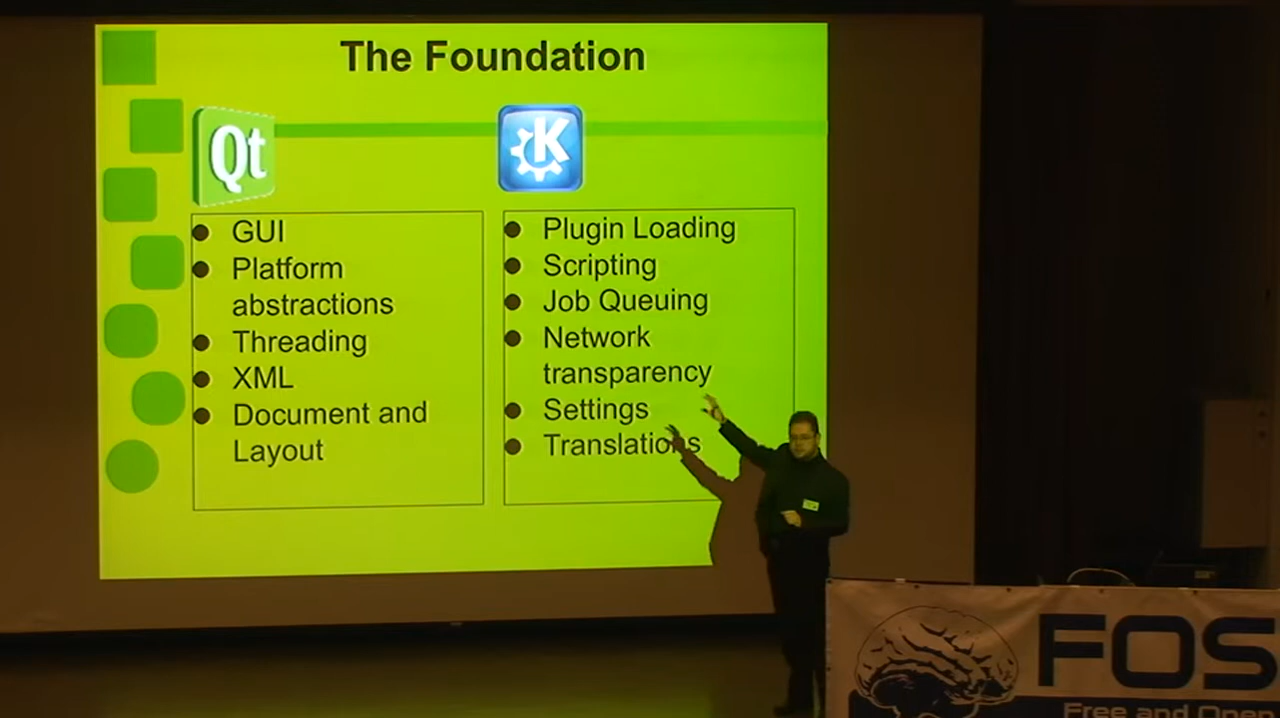 The Foundation
Qt
K
GUI
Platform
abstractions
Threading
XML
Document and
Layout
Plugin Loading
Scripting
Job Queuing
Network
transparency
Settings
Translations
FOS
Free and Open